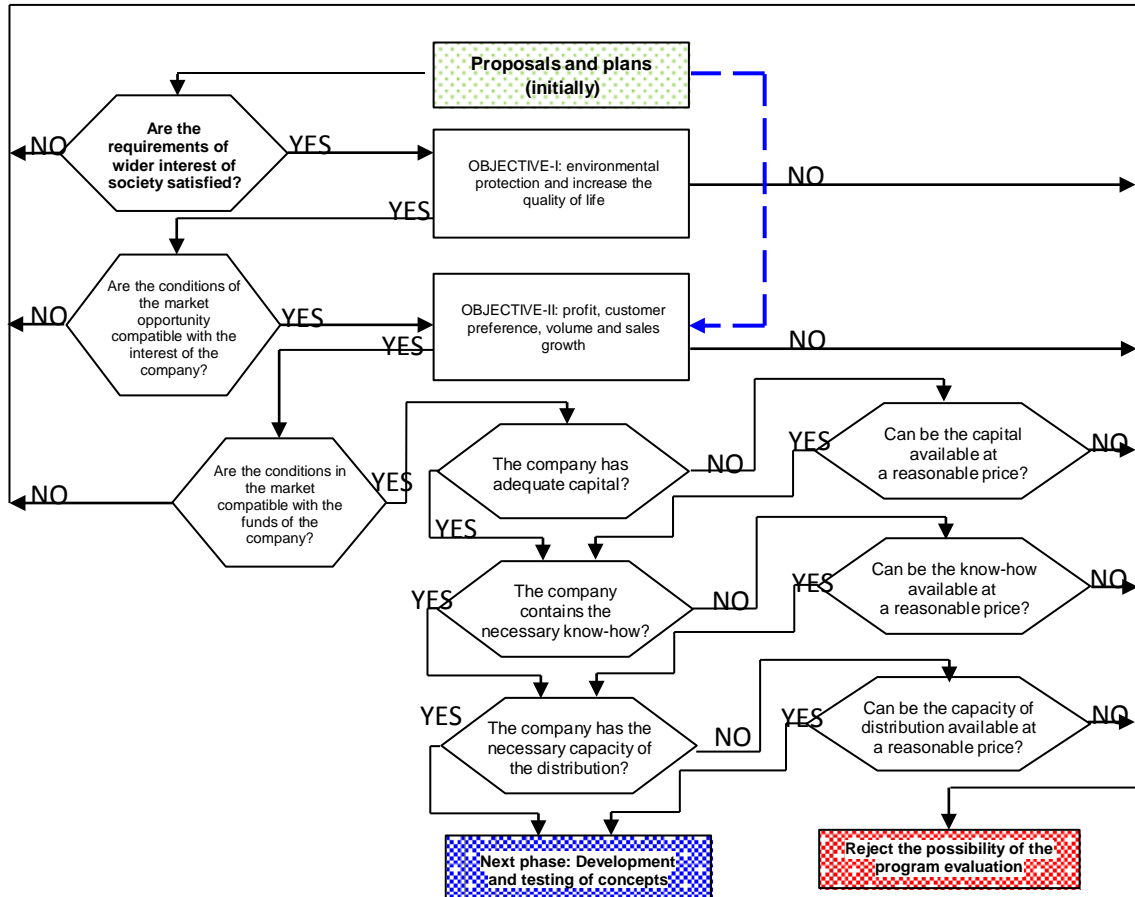 Proposals and plans
(initially)
Are the
requirements of
wider interest of
society satisfied?
NO
YES
OBJECTIVE-I: environmental
protection and increase the
quality of life
NO
YES
Are the conditions of
the market
opportunity
compatible with the
interest of the
company?
NO
YES
OBJECTIVE-II: profit, customer
preference, volume and sales
growth
NO
YES
Are the conditions in
the market
compatible with the
funds of the
company?
NO
YES
The company has
adequate capital?
NO
YES
Can be the capital
available at
a reasonable price?
YES
NO
The company
contains the
necessary know-how?
YES
NO
Can be the know-how
available at
a reasonable price?
YES
NO
The company has the
necessary capacity of
the distribution?
YES
NO
Can be the capacity of
distribution available at
a reasonable price?
YES
NO
Next phase: Development
and testing of concepts
Reject the possibility of the
program evaluation